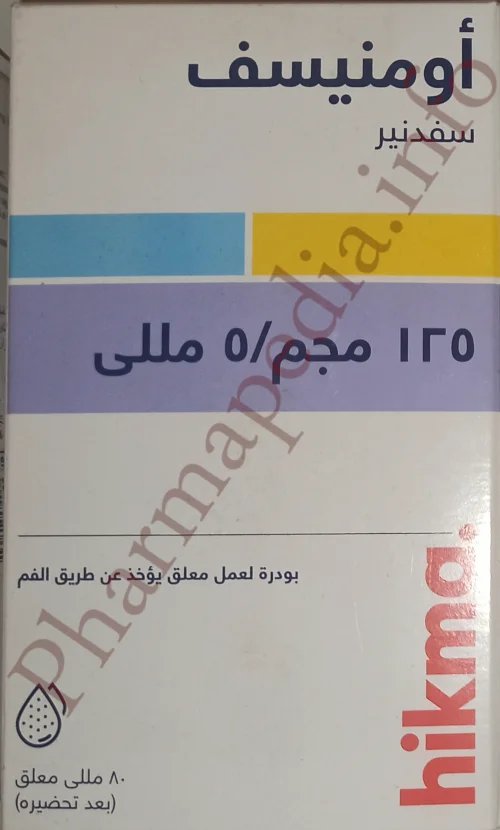 أومنيسف
سفدنير
١٢٥ مجم/٥ مللى
بودرة لعمل معلق يؤخذ عن طريق الفم
hikma.
٨٠ مللى معلق
(بعد تحضيره)
Pharmapedia.info